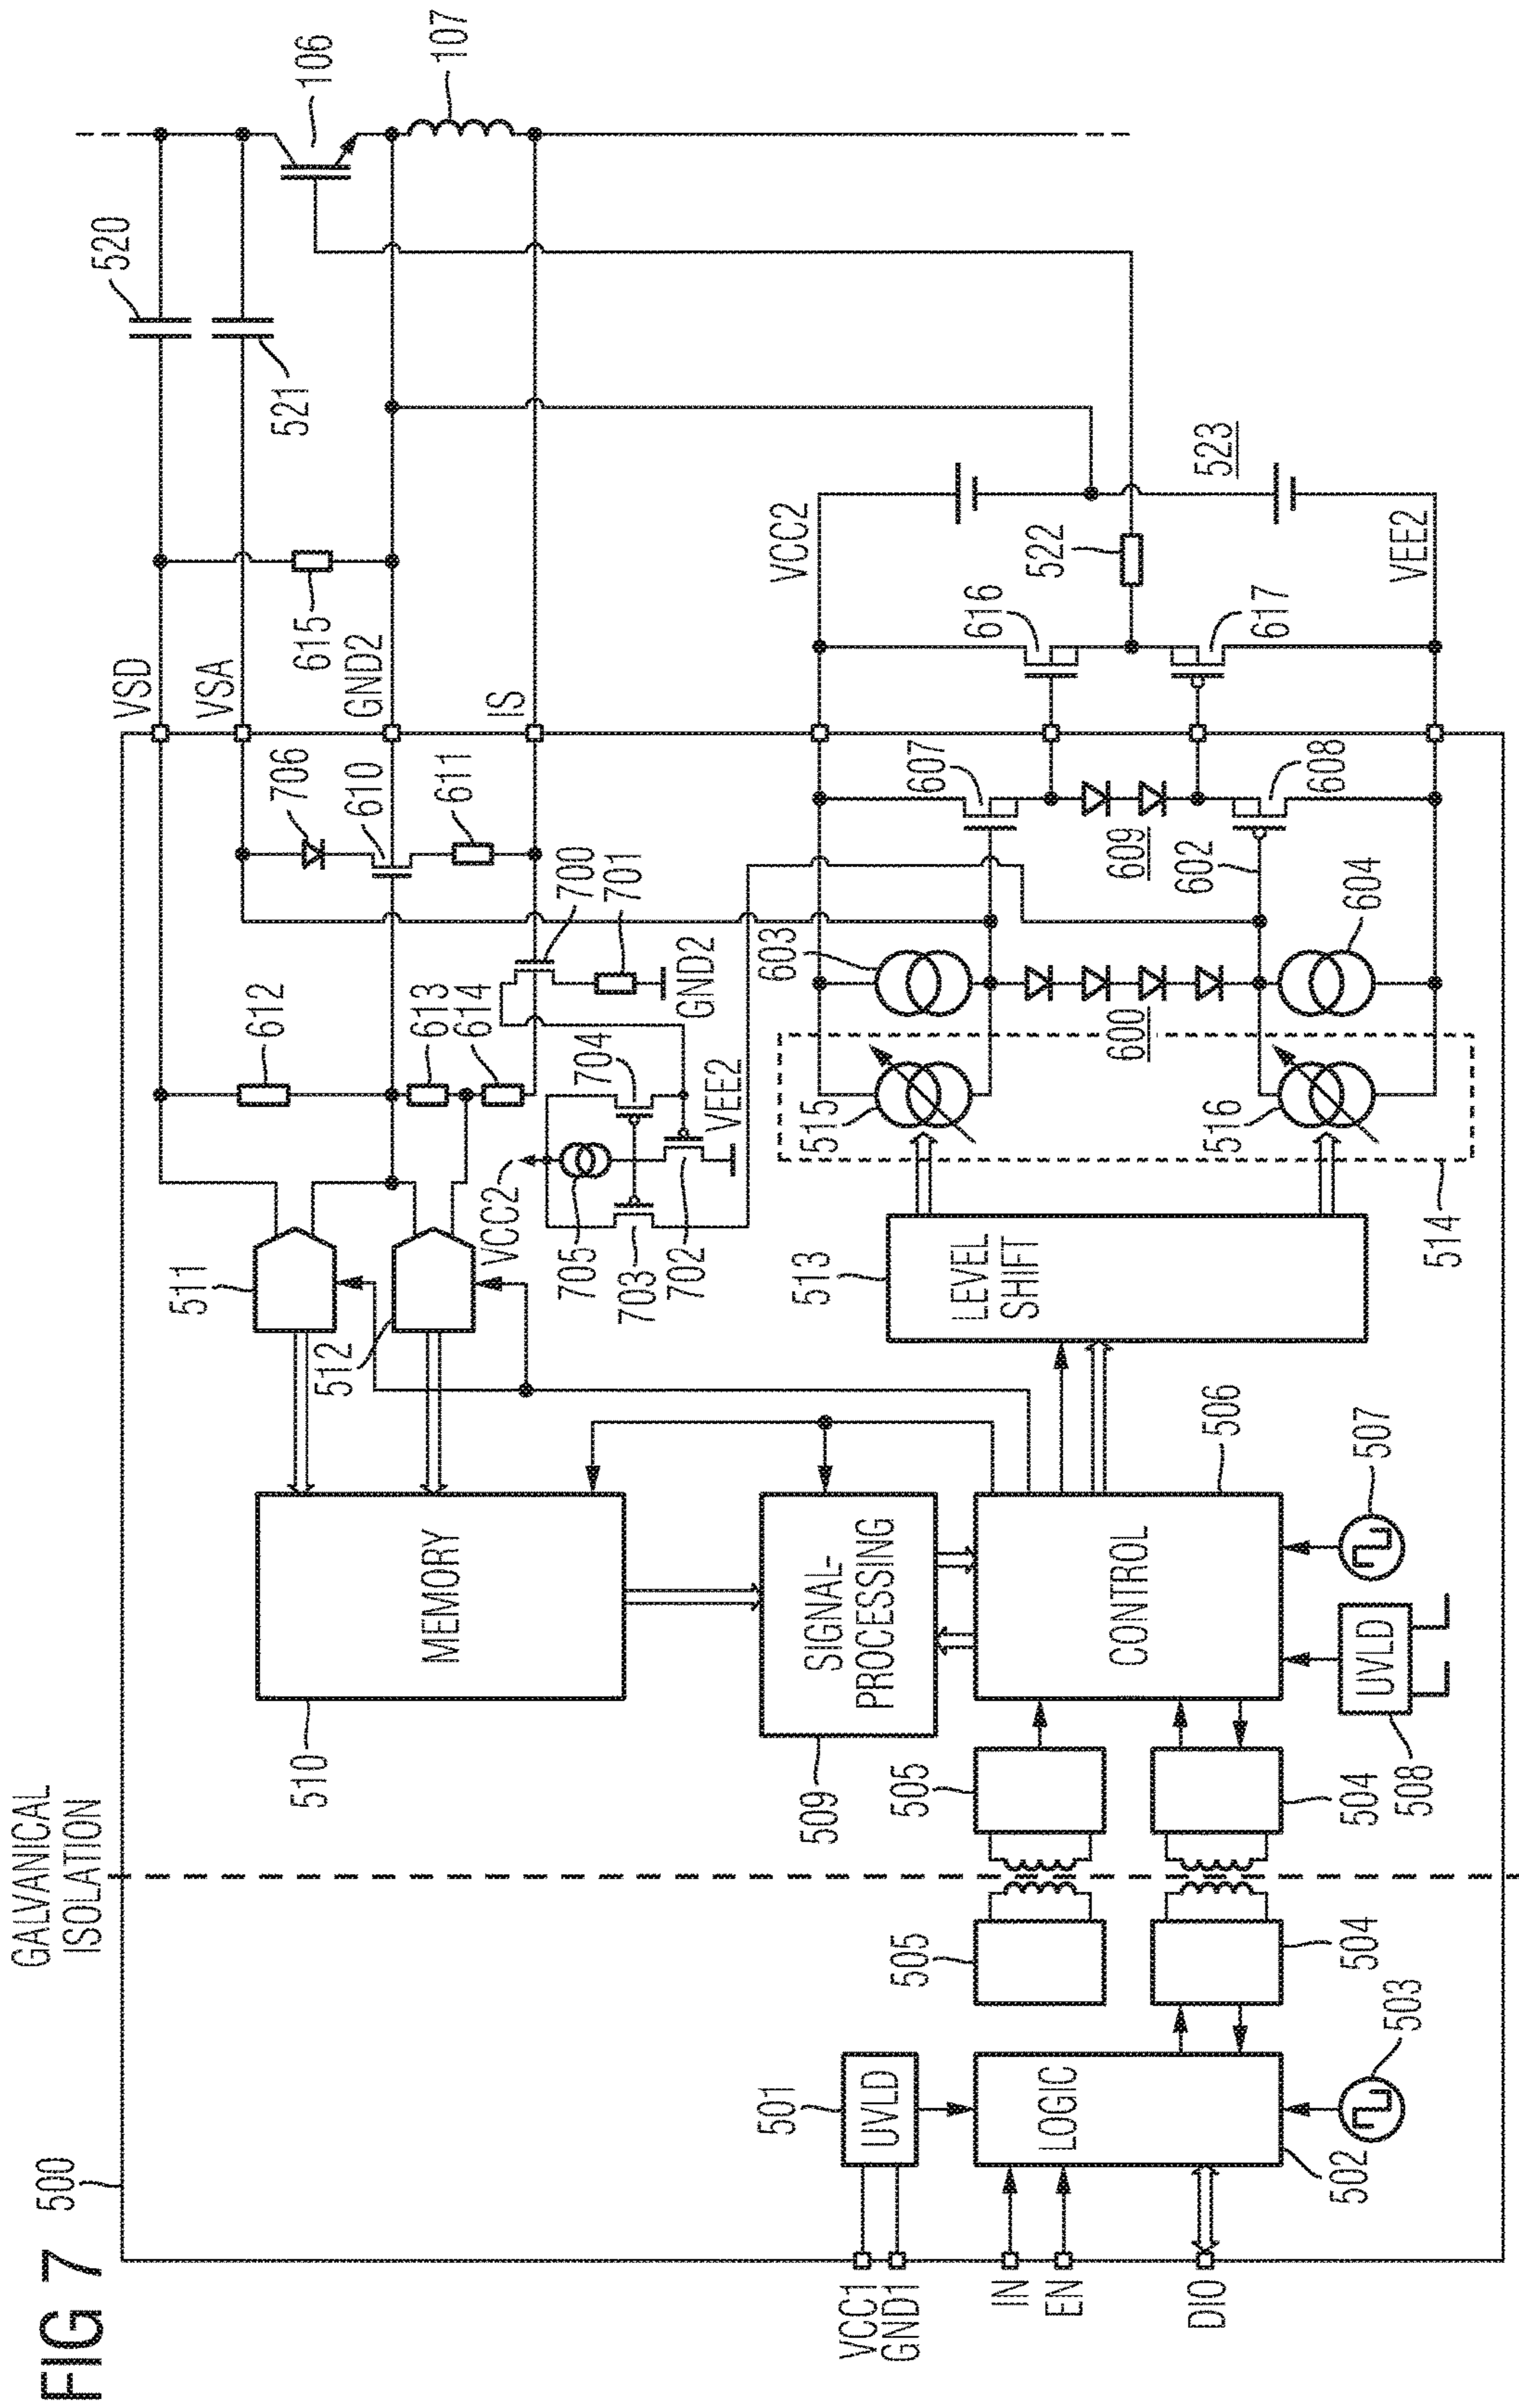 FIG 7
500
GALVANICAL
ISOLATION
VCC1
GND1
IN
EN
DIO
501
UVLD
LOGIC
502
503
505
504
505
504
510
MEMORY
509
SIGNAL-
PROCESSING
CONTROL
506
507
UVLD
508
511
512
513
LEVEL
SHIFT
514
515
516
VCC2
705
703
702
704
VEE2
612
613
614
700
701
GND2
603
600
604
602
609
607
608
706
610
611
VSD
VSA
GND2
IS
615
616
617
522
VCC2
VEE2
523
520
521
106
107